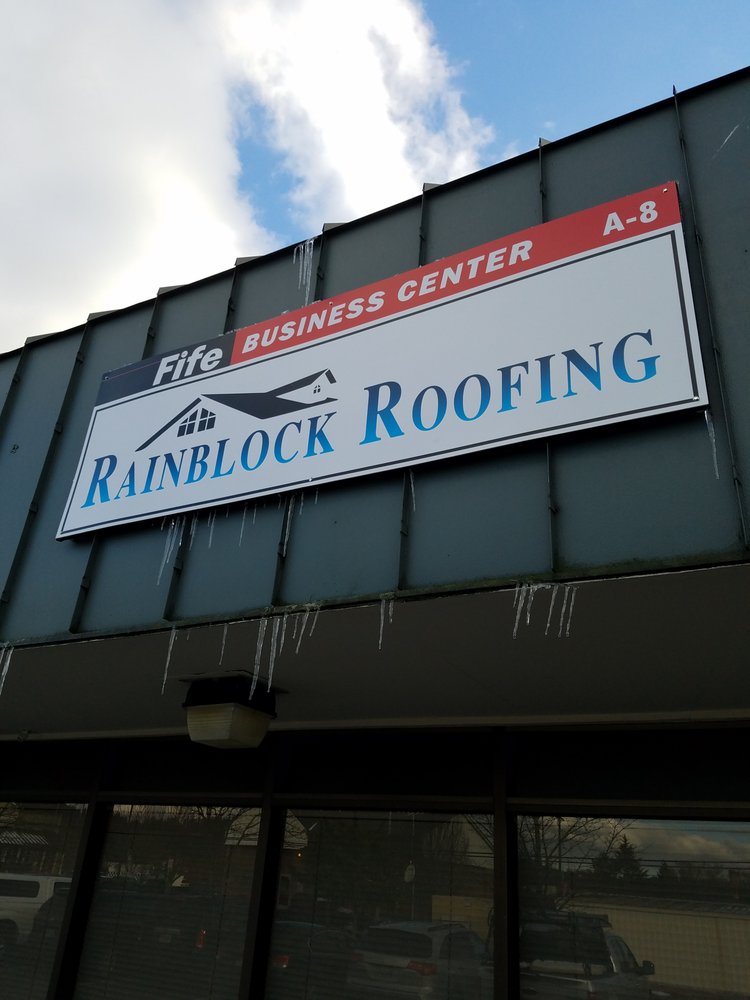 Fife BUSINESS CENTER A-8
RAINBLOCK ROOFING